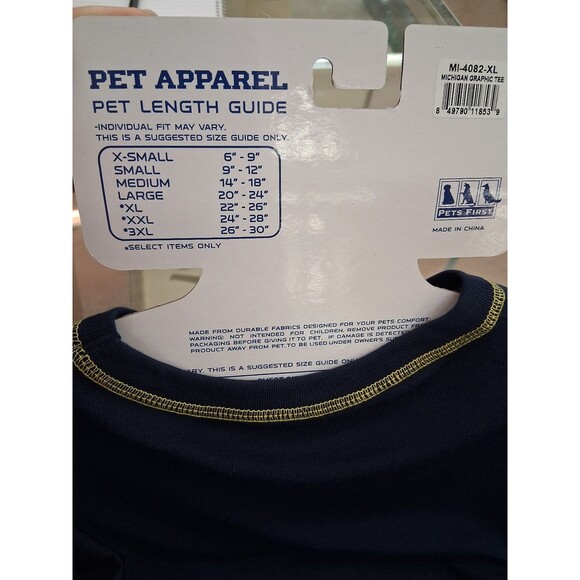 PET APPAREL
PET LENGTH GUIDE
-INDIVIDUAL FIT MAY VARY.
THIS IS A SUGGESTED SIZE GUIDE ONLY.
X-SMALL 6" - 9"
SMALL 9" - 12"
MEDIUM 14" - 18"
LARGE 20" - 24"
*XL 22" - 26"
*XXL 24" - 28"
*3XL 26" - 30"
*SELECT ITEMS ONLY
MI-4082-XL
MICHIGAN GRAPHIC TEE
8 49790 11853 9
PETS FIRST
MADE IN CHINA
MADE FROM DURABLE FABRICS DESIGNED FOR YOUR PETS COMFORT.
WARNING: NOT INTENDED FOR CHILDREN. REMOVE PRODUCT
PACKAGING BEFORE GIVING IT TO PET. IF DAMAGE IS DETECTED
PRODUCT AWAY FROM PET.TO BE USED UNDER OWNER'S
THIS IS A SUGGESTED SIZE GUIDE ONLY.